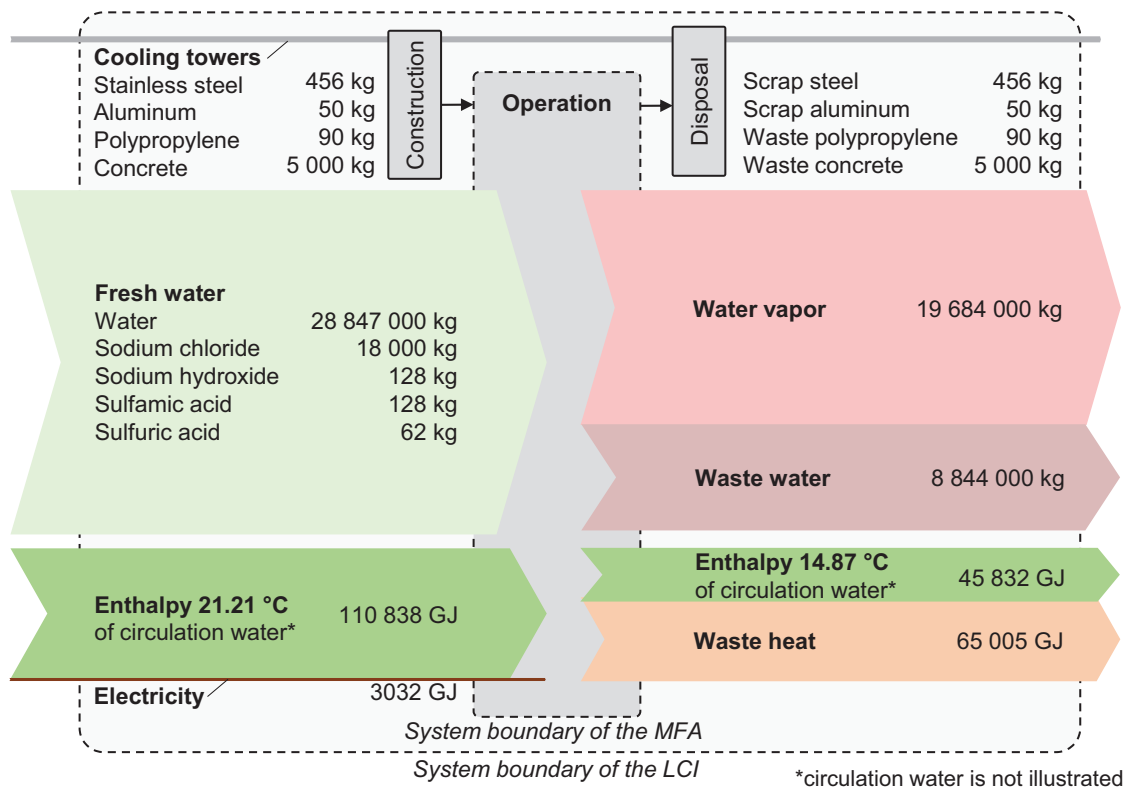 Cooling towers
Stainless steel 456 kg
Aluminum 50 kg
Polypropylene 90 kg
Concrete 5 000 kg
Construction
Operation
Disposal
Scrap steel 456 kg
Scrap aluminum 50 kg
Waste polypropylene 90 kg
Waste concrete 5 000 kg
Fresh water
Water 28 847 000 kg
Sodium chloride 18 000 kg
Sodium hydroxide 128 kg
Sulfamic acid 128 kg
Sulfuric acid 62 kg
Water vapor 19 684 000 kg
Waste water 8 844 000 kg
Enthalpy 21.21 °C
of circulation water* 110 838 GJ
Enthalpy 14.87 °C
of circulation water* 45 832 GJ
Waste heat 65 005 GJ
Electricity 3032 GJ
System boundary of the MFA
System boundary of the LCI
*circulation water is not illustrated